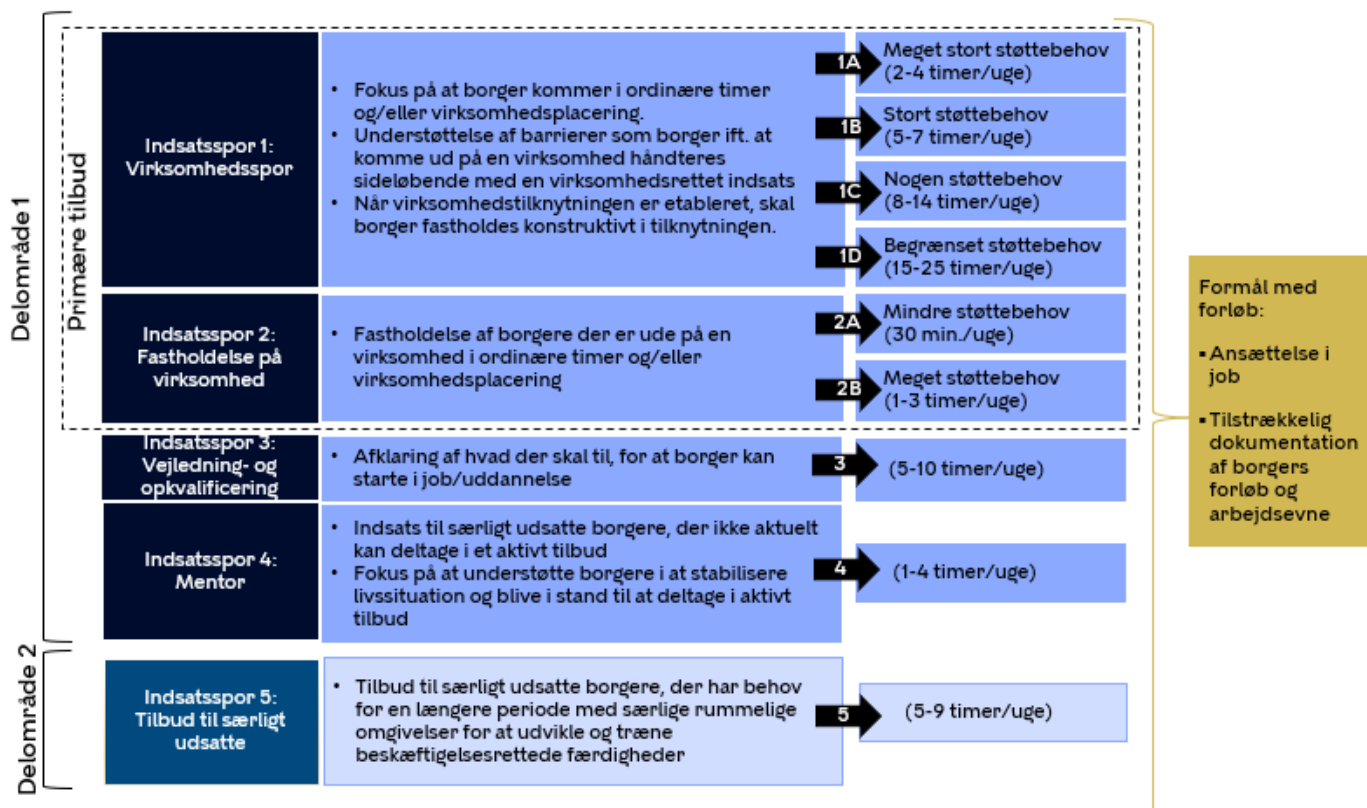 Delområde 1
Primære tilbud
Indsatsspor 1:
Virksomhedsspor
• Fokus på at borger kommer i ordinære timer
og/eller virksomhedsplacering.
• Understøttelse af barrierer som borger ift. at
komme ud på en virksomhed håndteres
sideløbende med en virksomhedsrettet indsats
• Når virksomhedstilknytningen er etableret, skal
borger fastholdes konstruktivt i tilknytningen.
1A
Meget stort støttebehov
(2-4 timer/uge)
1B
Stort støttebehov
(5-7 timer/uge)
1C
Nogen støttebehov
(8-14 timer/uge)
1D
Begrænset støttebehov
(15-25 timer/uge)
Indsatsspor 2:
Fastholdelse på
virksomhed
• Fastholdelse af borgere der er ude på en
virksomhed i ordinære timer og/eller
virksomhedsplacering
2A
Mindre støttebehov
(30 min./uge)
2B
Meget støttebehov
(1-3 timer/uge)
Indsatsspor 3:
Vejledning- og
opkvalificering
• Afklaring af hvad der skal til, for at borger kan
starte i job/uddannelse
3
(5-10 timer/uge)
Indsatsspor 4:
Mentor
• Indsats til særligt udsatte borgere, der ikke aktuelt
kan deltage i et aktivt tilbud
• Fokus på at understøtte borgere i at stabilisere
livssituation og blive i stand til at deltage i aktivt
tilbud
4
(1-4 timer/uge)
Delområde 2
Indsatsspor 5:
Tilbud til særligt
udsatte
• Tilbud til særligt udsatte borgere, der har behov
for en længere periode med særlige rummelige
omgivelser for at udvikle og træne
beskæftigelsesrettede færdigheder
5
(5-9 timer/uge)
Formål med
forløb:
▪ Ansættelse i
job
▪ Tilstrækkelig
dokumentation
af borgers
forløb og
arbejdsevne